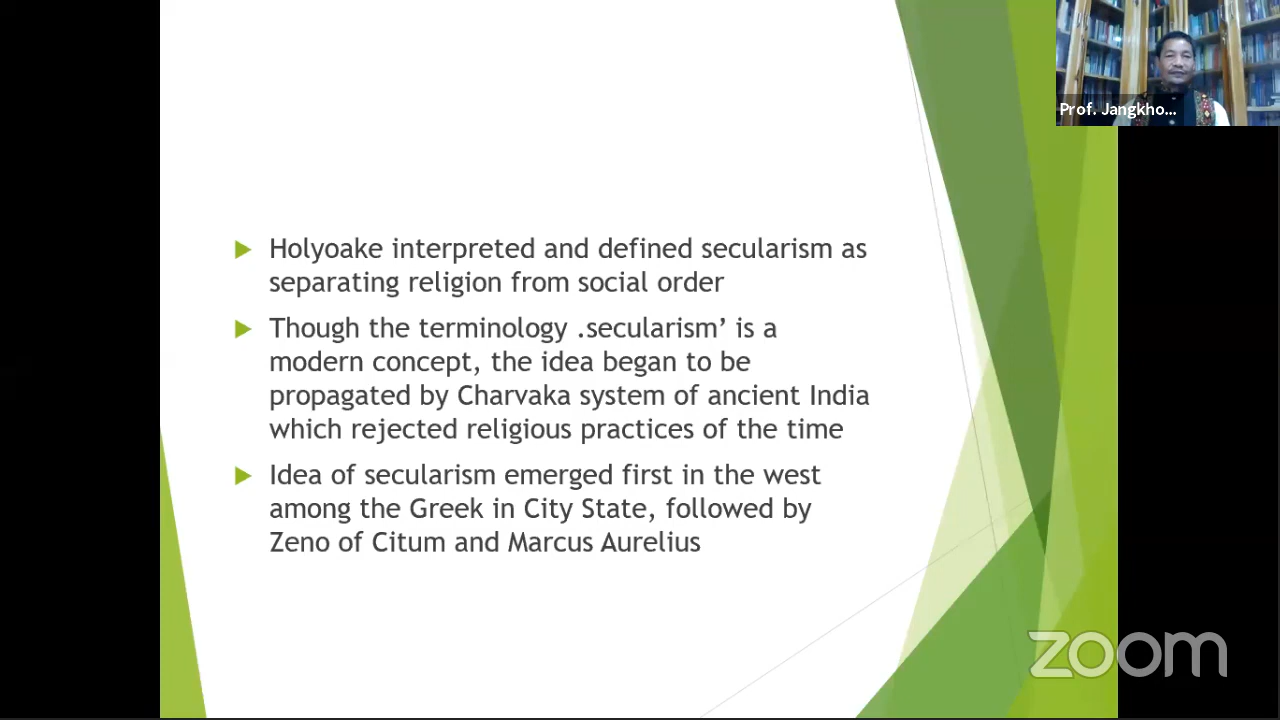 Prof. Jangkho...
Holyoake interpreted and defined secularism as
separating religion from social order
Though the terminology .secularism’ is a
modern concept, the idea began to be
propagated by Charvaka system of ancient India
which rejected religious practices of the time
Idea of secularism emerged first in the west
among the Greek in City State, followed by
Zeno of Citum and Marcus Aurelius
zoom